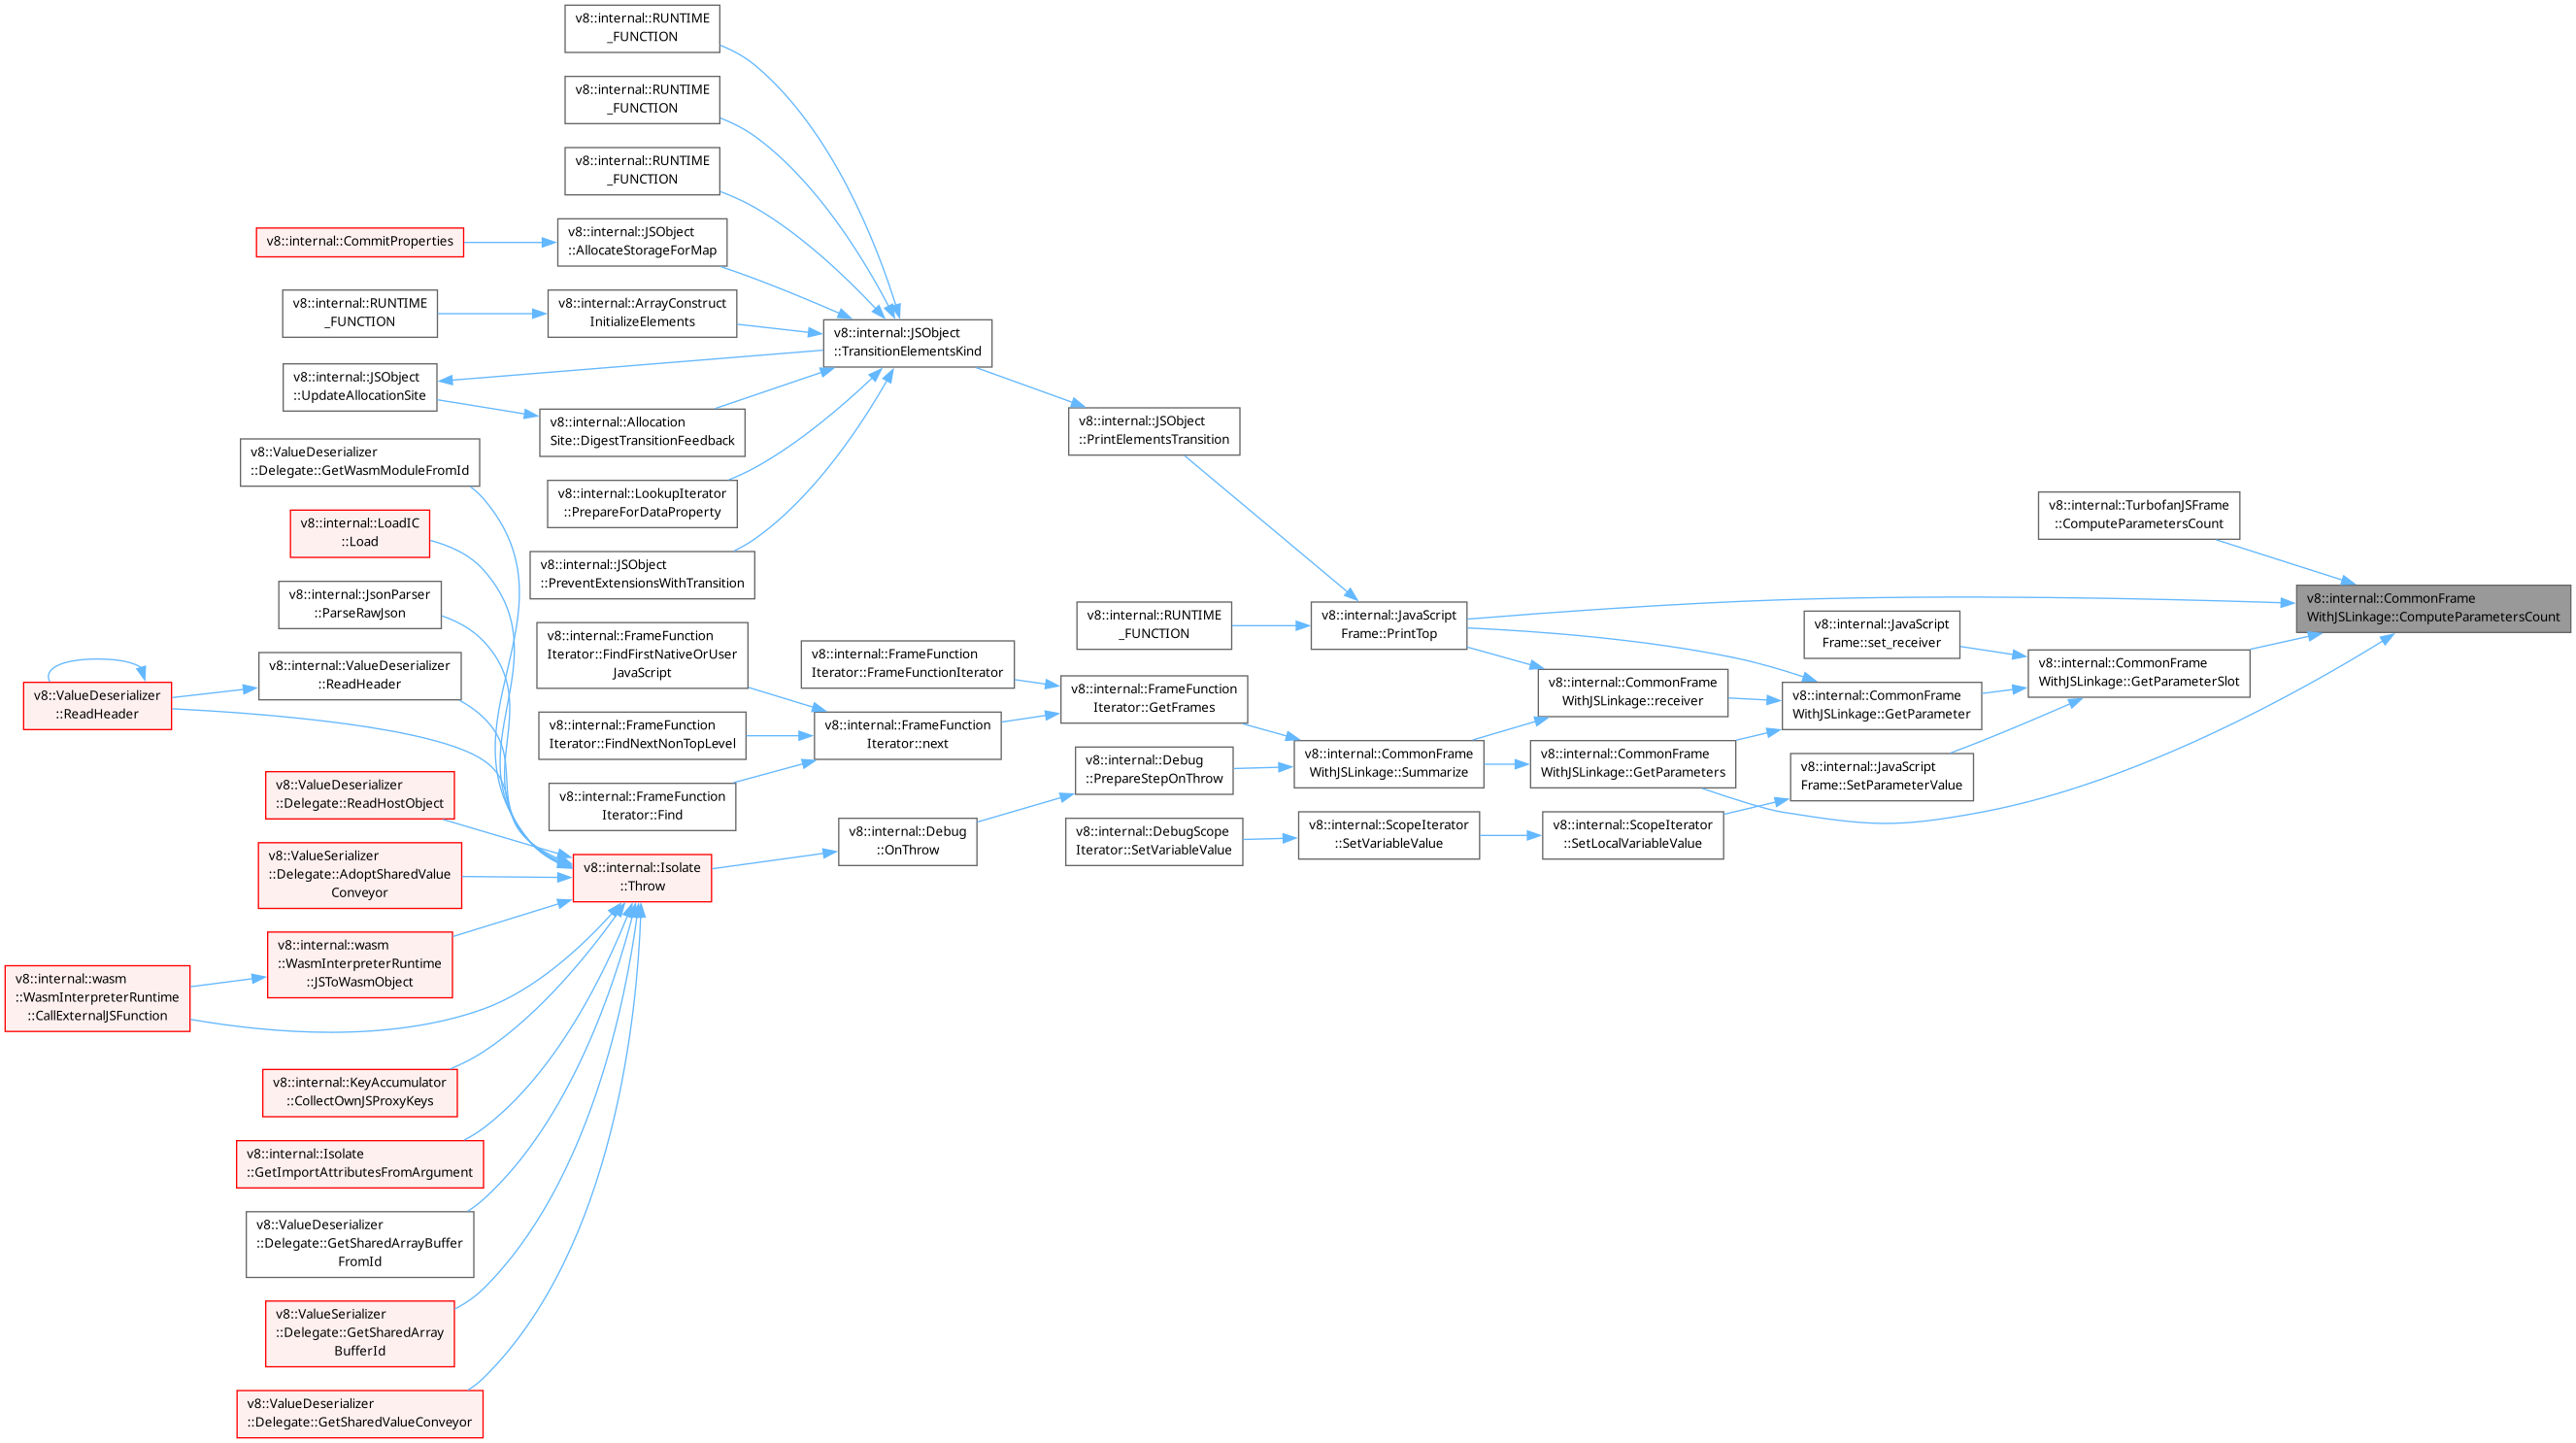 v8::internal::RUNTIME
_FUNCTION
v8::internal::RUNTIME
_FUNCTION
v8::internal::RUNTIME
_FUNCTION
v8::internal::CommitProperties
v8::internal::JSObject
::AllocateStorageForMap
v8::internal::RUNTIME
_FUNCTION
v8::internal::ArrayConstruct
InitializeElements
v8::internal::JSObject
::TransitionElementsKind
v8::internal::JSObject
::UpdateAllocationSite
v8::internal::Allocation
Site::DigestTransitionFeedback
v8::internal::JSObject
::PrintElementsTransition
v8::ValueDeserializer
::Delegate::GetWasmModuleFromId
v8::internal::LookupIterator
::PrepareForDataProperty
v8::internal::TurbofanJSFrame
::ComputeParametersCount
v8::internal::LoadIC
::Load
v8::internal::JSObject
::PreventExtensionsWithTransition
v8::internal::JsonParser
::ParseRawJson
v8::internal::CommonFrame
WithJSLinkage::ComputeParametersCount
v8::internal::RUNTIME
_FUNCTION
v8::internal::JavaScript
Frame::PrintTop
v8::internal::JavaScript
Frame::set_receiver
v8::internal::FrameFunction
Iterator::FindFirstNativeOrUser
JavaScript
v8::internal::FrameFunction
Iterator::FrameFunctionIterator
v8::internal::ValueDeserializer
::ReadHeader
v8::internal::CommonFrame
WithJSLinkage::GetParameterSlot
v8::ValueDeserializer
::ReadHeader
v8::internal::FrameFunction
Iterator::GetFrames
v8::internal::CommonFrame
WithJSLinkage::receiver
v8::internal::CommonFrame
WithJSLinkage::GetParameter
v8::internal::FrameFunction
Iterator::FindNextNonTopLevel
v8::internal::FrameFunction
Iterator::next
v8::internal::Debug
::PrepareStepOnThrow
v8::internal::CommonFrame
WithJSLinkage::Summarize
v8::internal::CommonFrame
WithJSLinkage::GetParameters
v8::internal::JavaScript
Frame::SetParameterValue
v8::ValueDeserializer
::Delegate::ReadHostObject
v8::internal::FrameFunction
Iterator::Find
v8::internal::Debug
::OnThrow
v8::internal::DebugScope
Iterator::SetVariableValue
v8::internal::ScopeIterator
::SetVariableValue
v8::internal::ScopeIterator
::SetLocalVariableValue
v8::ValueSerializer
::Delegate::AdoptSharedValue
Conveyor
v8::internal::Isolate
::Throw
v8::internal::wasm
::WasmInterpreterRuntime
::JSToWasmObject
v8::internal::wasm
::WasmInterpreterRuntime
::CallExternalJSFunction
v8::internal::KeyAccumulator
::CollectOwnJSProxyKeys
v8::internal::Isolate
::GetImportAttributesFromArgument
v8::ValueDeserializer
::Delegate::GetSharedArrayBuffer
FromId
v8::ValueSerializer
::Delegate::GetSharedArray
BufferId
v8::ValueDeserializer
::Delegate::GetSharedValueConveyor